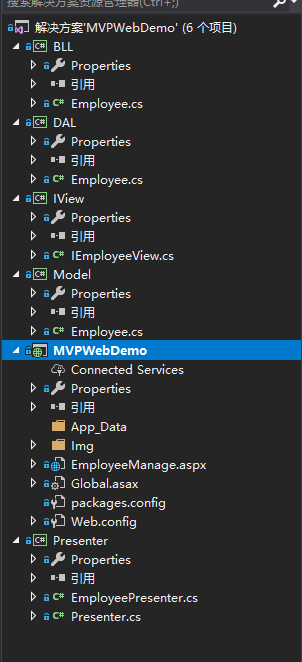 搜索解决方案资源管理器(Ctrl+;)
解决方案'MVPWebDemo' (6 个项目)
C# BLL
Properties
引用
C# Employee.cs
C# DAL
Properties
引用
C# Employee.cs
C# IView
Properties
引用
C# IEmployeeView.cs
C# Model
Properties
引用
C# Employee.cs
MVPWebDemo
Connected Services
Properties
引用
App_Data
Img
EmployeeManage.aspx
Global.asax
packages.config
Web.config
C# Presenter
Properties
引用
C# EmployeePresenter.cs
C# Presenter.cs